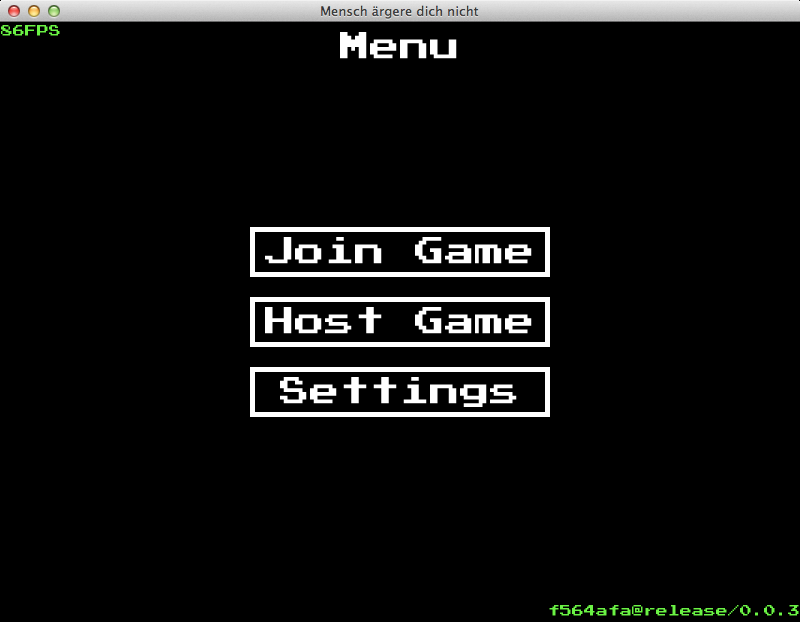 Mensch ärgere dich nicht
86FPS
Menu
Join Game
Host Game
Settings
f564afa@release/0.0.3